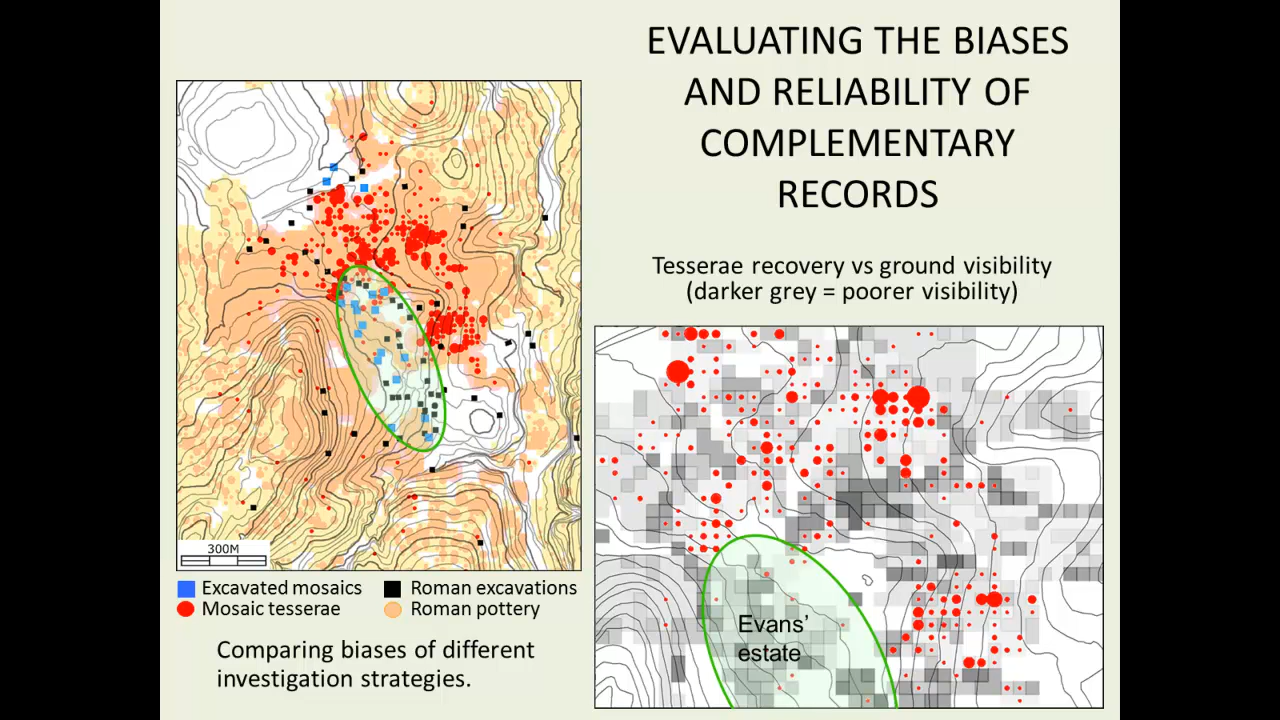 EVALUATING THE BIASES
AND RELIABILITY OF
COMPLEMENTARY
RECORDS
Tesserae recovery vs ground visibility
(darker grey = poorer visibility)
300M
Excavated mosaics
Roman excavations
Mosaic tesserae
Roman pottery
Comparing biases of different
investigation strategies.
Evans’
estate